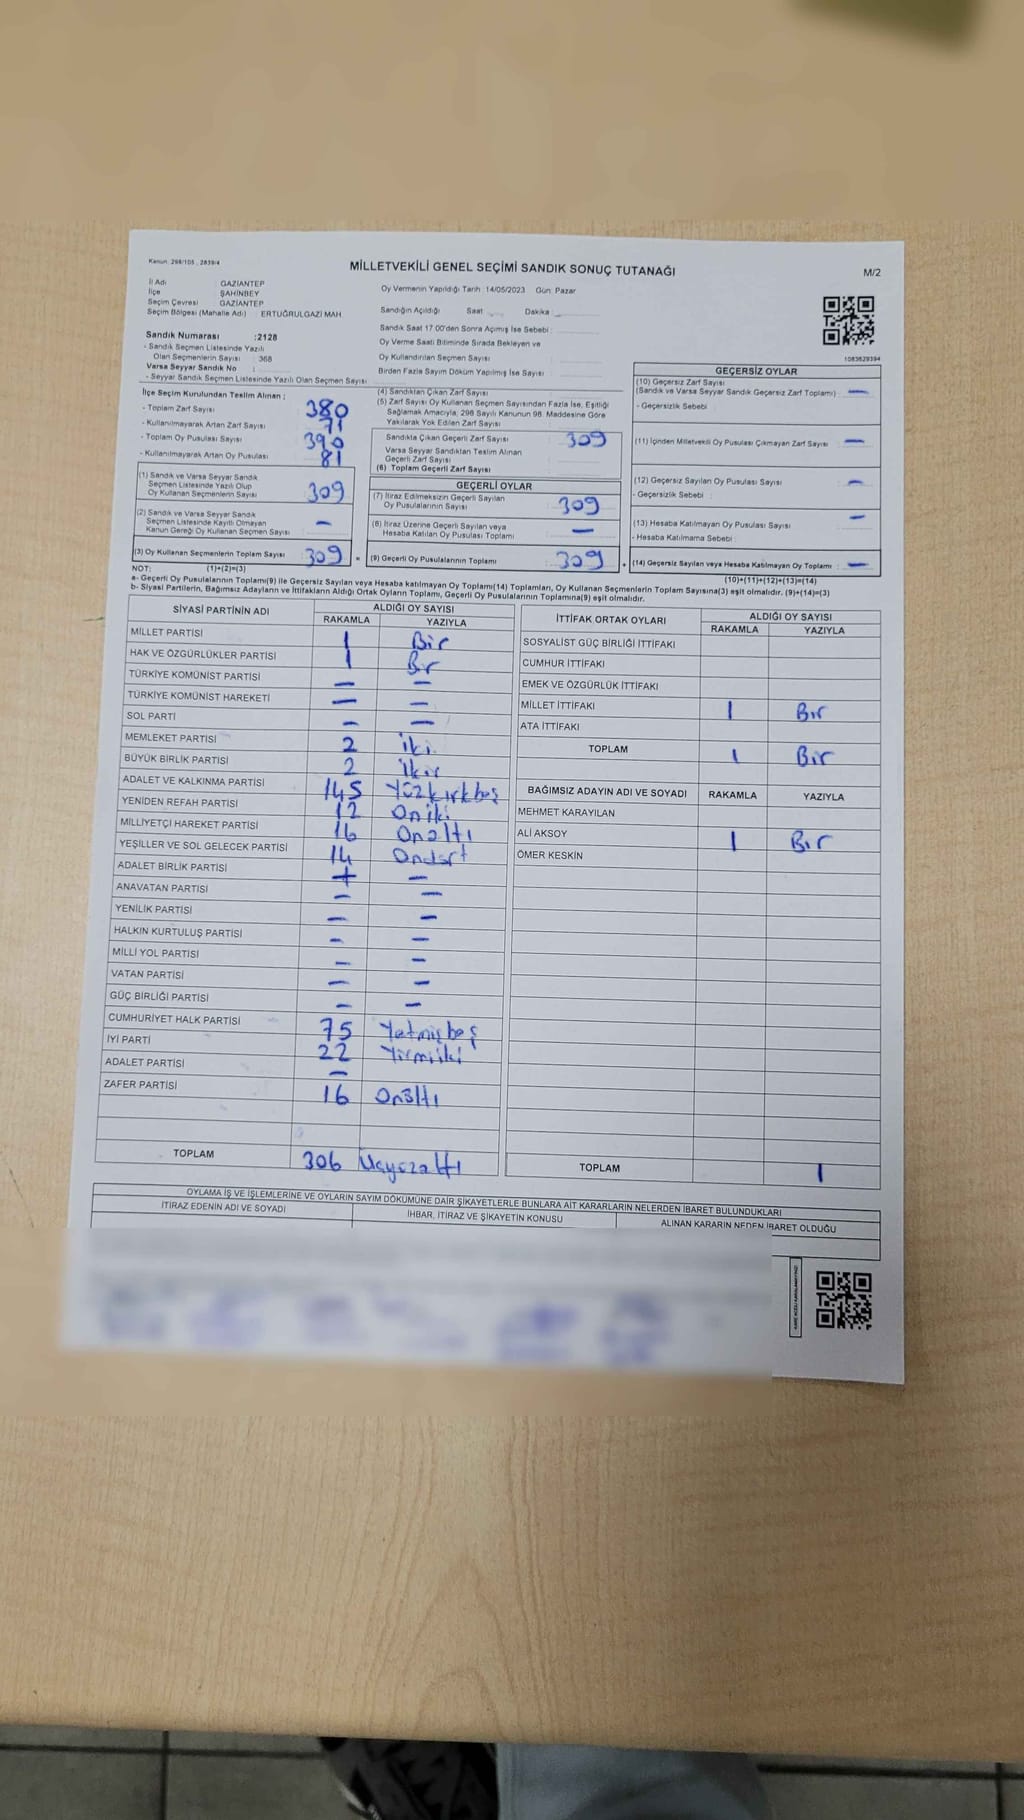 Kanun: 298/105 , 2839/4
MİLLETVEKİLİ GENEL SEÇİMİ SANDIK SONUÇ TUTANAĞI
M/2
İl Adı : GAZİANTEP
İlçe ŞAHİNBEY
Seçim Çevresi : GAZİANTEP
Seçim Bölgesi (Mahalle Adı) : ERTUĞRULGAZİ MAH.
Sandık Numarası :2128
- Sandık Seçmen Listesinde Yazılı
Olan Seçmenlerin Sayısı : 368
Varsa Seyyar Sandık No :
- Seyyar Sandık Seçmen Listesinde Yazılı Olan Seçmen Sayısı :
Oy Vermenin Yapıldığı Tarih :14/05/2023 Gün: Pazar
Sandığın Açıldığı Saat : Dakika :
Sandık Saat 17.00'den Sonra Açılmış İse Sebebi :
Oy Verme Saati Bitiminde Sırada Bekleyen ve
Oy Kullandırılan Seçmen Sayısı :
Birden Fazla Sayım Döküm Yapılmış İse Sayısı :
1083629394
İlçe Seçim Kurulundan Teslim Alınan ;
- Toplam Zarf Sayısı : 380
- Kullanılmayarak Artan Zarf Sayısı : 71
- Toplam Oy Pusulası Sayısı : 390
- Kullanılmayarak Artan Oy Pusulası : 81
(1) Sandık ve Varsa Seyyar Sandık
Seçmen Listesinde Yazılı Olup
Oy Kullanan Seçmenlerin Sayısı : 309
(2) Sandık ve Varsa Seyyar Sandık
Seçmen Listesinde Kayıtlı Olmayan
Kanun Gereği Oy Kullanan Seçmen Sayısı : –
(3) Oy Kullanan Seçmenlerin Toplam Sayısı : 309 =
(4) Sandıktan Çıkan Zarf Sayısı :
(5) Zarf Sayısı Oy Kullanan Seçmen Sayısından Fazla İse, Eşitliği
Sağlamak Amacıyla, 298 Sayılı Kanunun 98. Maddesine Göre
Yakılarak Yok Edilen Zarf Sayısı :
Sandıkta Çıkan Geçerli Zarf Sayısı : 309
Varsa Seyyar Sandıktan Teslim Alınan
Geçerli Zarf Sayısı :
(6) Toplam Geçerli Zarf Sayısı :
GEÇERLİ OYLAR
(7) İtiraz Edilmeksizin Geçerli Sayılan
Oy Pusulalarının Sayısı : 309
(8) İtiraz Üzerine Geçerli Sayılan veya
Hesaba Katılan Oy Pusulası Toplamı : –
(9) Geçerli Oy Pusulalarının Toplamı : 309 +
GEÇERSİZ OYLAR
(10) Geçersiz Zarf Sayısı
(Sandık ve Varsa Seyyar Sandık Geçersiz Zarf Toplamı) : –
- Geçersizlik Sebebi :
(11) İçinden Milletvekili Oy Pusulası Çıkmayan Zarf Sayısı : –
(12) Geçersiz Sayılan Oy Pusulası Sayısı : –
- Geçersizlik Sebebi :
(13) Hesaba Katılmayan Oy Pusulası Sayısı : –
- Hesaba Katılmama Sebebi :
(14) Geçersiz Sayılan veya Hesaba Katılmayan Oy Toplamı : –
NOT: (1)+(2)=(3) (10)+(11)+(12)+(13)=(14)
a- Geçerli Oy Pusulalarının Toplamı(9) ile Geçersiz Sayılan veya Hesaba katılmayan Oy Toplamı(14) Toplamları, Oy Kullanan Seçmenlerin Toplam Sayısına(3) eşit olmalıdır. (9)+(14)=(3)
b- Siyasi Partilerin, Bağımsız Adayların ve İttifakların Aldığı Ortak Oyların Toplamı, Geçerli Oy Pusulalarının Toplamına(9) eşit olmalıdır.
SİYASİ PARTİNİN ADI ALDIĞI OY SAYISI
RAKAMLA YAZIYLA
MİLLET PARTİSİ 1 Bir
HAK VE ÖZGÜRLÜKLER PARTİSİ 1 Bir
TÜRKİYE KOMÜNİST PARTİSİ – –
TÜRKİYE KOMÜNİST HAREKETİ – –
SOL PARTİ – –
MEMLEKET PARTİSİ 2 iki
BÜYÜK BİRLİK PARTİSİ 2
ADALET VE KALKINMA PARTİSİ 145 Yüzkırkbeş
YENİDEN REFAH PARTİSİ 12 Oniki
MİLLİYETÇİ HAREKET PARTİSİ 16 Onaltı
YEŞİLLER VE SOL GELECEK PARTİSİ 14 Ondört
ADALET BİRLİK PARTİSİ –
ANAVATAN PARTİSİ – –
YENİLİK PARTİSİ – –
HALKIN KURTULUŞ PARTİSİ – –
MİLLİ YOL PARTİSİ – –
VATAN PARTİSİ – –
GÜÇ BİRLİĞİ PARTİSİ – –
CUMHURİYET HALK PARTİSİ 75 Yetmişbeş
İYİ PARTİ 22 Yirmiiki
ADALET PARTİSİ –
ZAFER PARTİSİ 16 Onaltı
TOPLAM 306 Üçyüzaltı
İTTİFAK ORTAK OYLARI ALDIĞI OY SAYISI
RAKAMLA YAZIYLA
SOSYALİST GÜÇ BİRLİĞİ İTTİFAKI
CUMHUR İTTİFAKI
EMEK VE ÖZGÜRLÜK İTTİFAKI
MİLLET İTTİFAKI 1 Bir
ATA İTTİFAKI
TOPLAM 1 Bir
BAĞIMSIZ ADAYIN ADI VE SOYADI RAKAMLA YAZIYLA
MEHMET KARAYILAN
ALİ AKSOY 1 Bir
ÖMER KESKİN
TOPLAM 1
OYLAMA İŞ VE İŞLEMLERİNE VE OYLARIN SAYIM DÖKÜMÜNE DAİR ŞİKAYETLERLE BUNLARA AİT KARARLARIN NELERDEN İBARET BULUNDUKLARI
İTİRAZ EDENİN ADI VE SOYADI İHBAR, İTİRAZ VE ŞİKAYETİN KONUSU ALINAN KARARIN NEDEN İBARET OLDUĞU